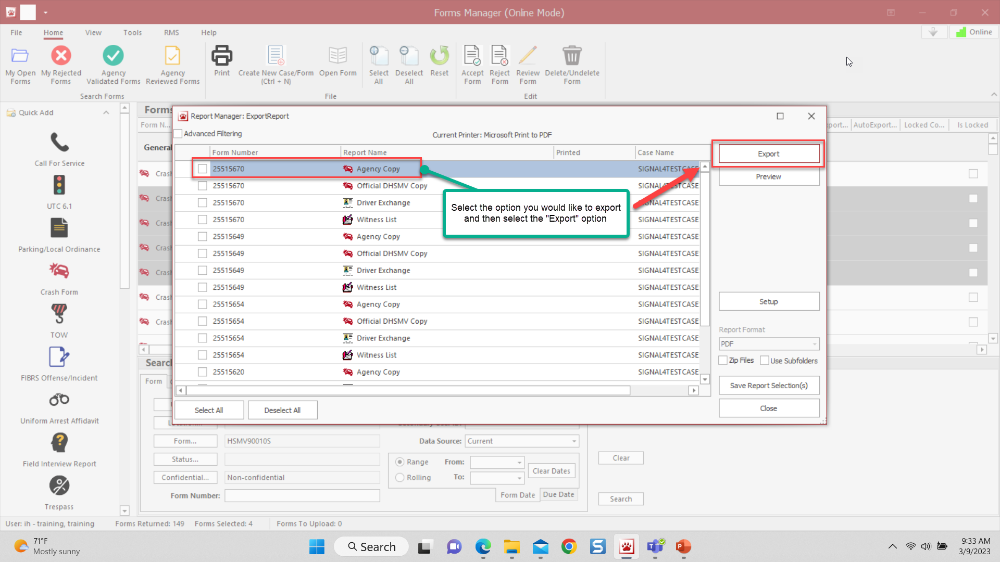 Forms Manager (Online Mode)
File Home View Tools RMS Help
Online
My Open Forms
My Rejected Forms
Agency Validated Forms
Agency Reviewed Forms
Search Forms
Print
Create New Case/Form (Ctrl + N)
Open Form
Select All
Deselect All
Reset
File
Accept Form
Reject Form
Review Form
Delete/Undelete Form
Edit
Quick Add
Call For Service
UTC 6.1
Parking/Local Ordinance
Crash Form
TOW
FIBRS Offense/Incident
Uniform Arrest Affidavit
Field Interview Report
Trespass
Forms
Form N...
port... AutoExport... Locked Co... Is Locked
General
Cras
Cras
Cras
Cras
Cras
Cras
Cras
Report Manager: ExportReport
Advanced Filtering
Current Printer: Microsoft Print to PDF
Form Number Report Name Printed Case Name
25515670 Agency Copy SIGNAL4TESTCASE
25515670 Official DHSMV Copy SIGNAL4TESTCASE
25515670 Driver Exchange SIGNAL4TESTCASE
25515670 Witness List SIGNAL4TESTCASE
25515649 Agency Copy SIGNAL4TESTCASE
25515649 Official DHSMV Copy SIGNAL4TESTCASE
25515649 Driver Exchange SIGNAL4TESTCASE
25515649 Witness List SIGNAL4TESTCASE
25515654 Agency Copy SIGNAL4TESTCASE
25515654 Official DHSMV Copy SIGNAL4TESTCASE
25515654 Driver Exchange SIGNAL4TESTCASE
25515654 Witness List SIGNAL4TESTCASE
25515620 Agency Copy SIGNAL4TESTCASE
Select the option you would like to export
and then select the "Export" option
Export
Preview
Setup
Report Format
PDF
Zip Files Use Subfolders
Save Report Selection(s)
Close
Select All Deselect All
Search
Form
Form... HSMV90010S
Status...
Confidential... Non-confidential
Form Number:
Data Source: Current
Range From:
Rolling To:
Clear Dates
Form Date Due Date
Clear
Search
User: ih - training, training Forms Returned: 149 Forms Selected: 4 Forms To Upload: 0
71°F
Mostly sunny
Search
S
9:33 AM
3/9/2023